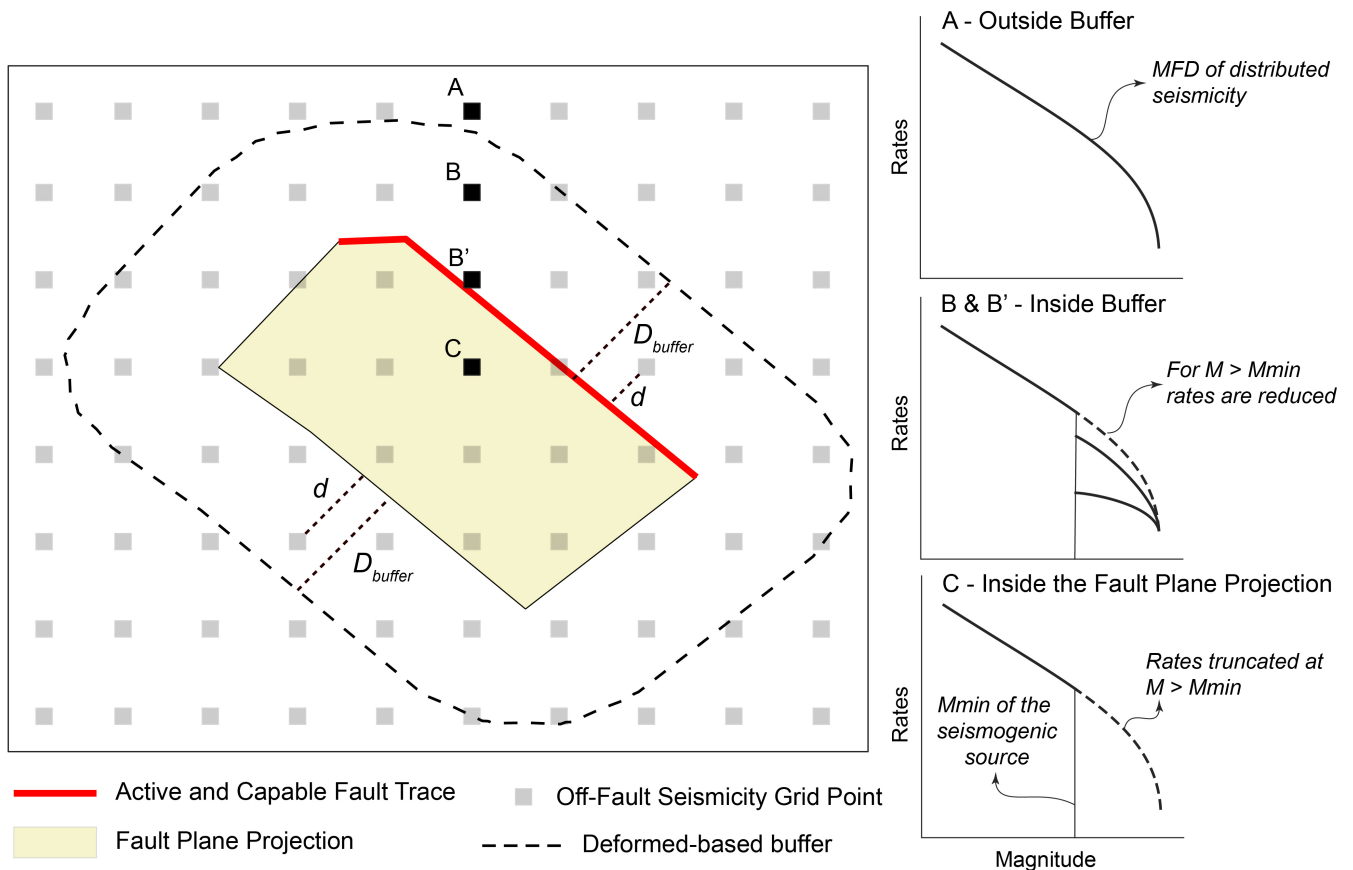 A
B
B’
C
D buffer
d
d
D buffer
Active and Capable Fault Trace
Off-Fault Seismicity Grid Point
Fault Plane Projection
Deformed-based buffer
A - Outside Buffer
MFD of distributed
seismicity
Rates
B & B’ - Inside Buffer
For M > Mmin
rates are reduced
Rates
C - Inside the Fault Plane Projection
Rates truncated at
M > Mmin
Mmin of the
seismogenic
source
Rates
Magnitude